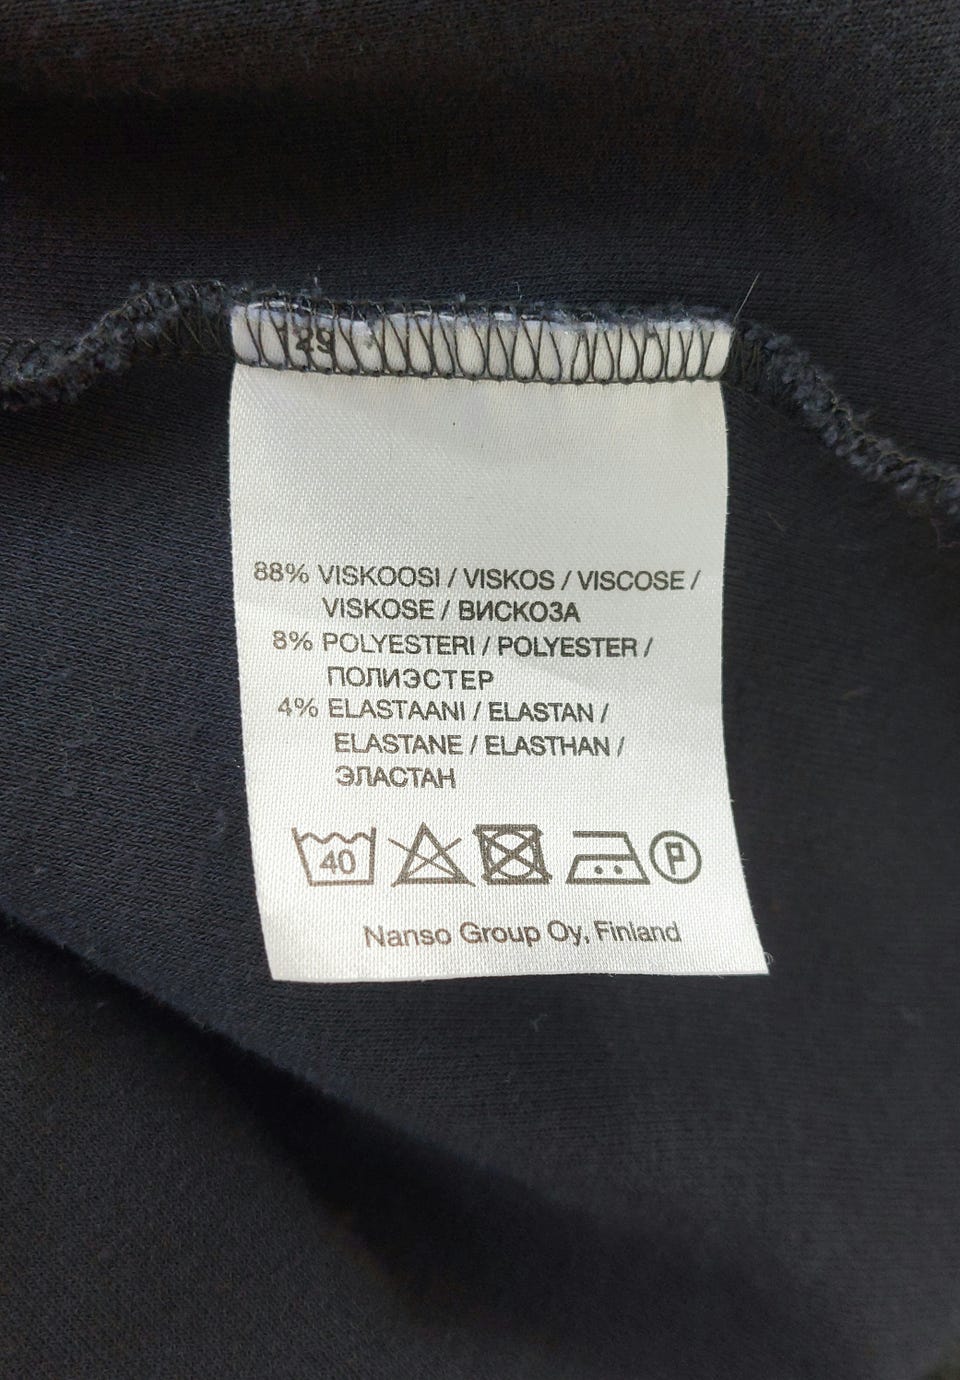 29
88% VISKOOSI / VISKOS / VISCOSE /
VISKOSE / ВИСКОЗА
8% POLYESTERI / POLYESTER /
ПОЛИЭСТЕР
4% ELASTAANI / ELASTAN /
ELASTANE / ELASTHAN /
ЭЛАСТАН
40 P
Nanso Group Oy, Finland